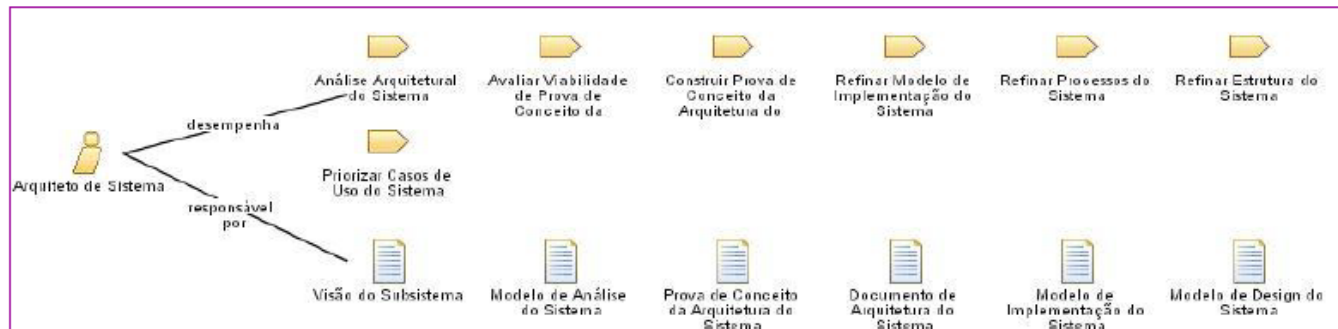 Análise Arquitetural
do Sistema
Avaliar Viabilidade
de Prova de
Conceito da
Construir Prova de
Conceito da
Arquitetura do
Refinar Modelo de
Implementação do
Sistema
Refinar Processos do
Sistema
Refinar Estrutura do
Sistema
desempenha
Arquiteto de Sistema
Priorizar Casos de
Uso do Sistema
responsável
por
Visão do Subsistema
Modelo de Análise
do Sistema
Prova de Conceito
da Arquitetura do
Sistema
Documento de
Arquitetura do
Sistema
Modelo de
Implementação do
Sistema
Modelo de Design do
Sistema